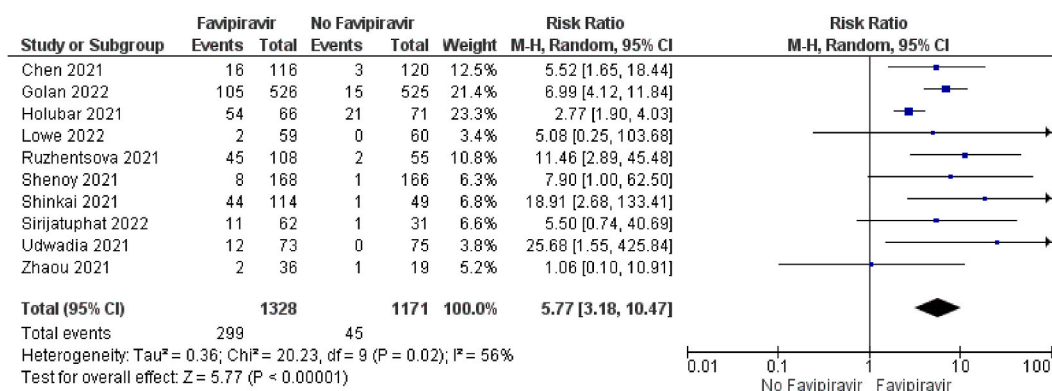 Favipiravir No Favipiravir Risk Ratio Risk Ratio
Study or Subgroup Events Total Events Total Weight M-H, Random, 95% CI M-H, Random, 95% CI
Chen 2021 16 116 3 120 12.5% 5.52 [1.65, 18.44]
Golan 2022 105 526 15 525 21.4% 6.99 [4.12, 11.84]
Holubar 2021 54 66 21 71 23.3% 2.77 [1.90, 4.03]
Lowe 2022 2 59 0 60 3.4% 5.08 [0.25, 103.68]
Ruzhentsova 2021 45 108 2 55 10.8% 11.46 [2.89, 45.48]
Shenoy 2021 8 168 1 166 6.3% 7.90 [1.00, 62.50]
Shinkai 2021 44 114 1 49 6.8% 18.91 [2.68, 133.41]
Sirijatuphat 2022 11 62 1 31 6.6% 5.50 [0.74, 40.69]
Udwadia 2021 12 73 0 75 3.8% 25.68 [1.55, 425.84]
Zhaou 2021 2 36 1 19 5.2% 1.06 [0.10, 10.91]
Total (95% CI) 1328 1171 100.0% 5.77 [3.18, 10.47]
Total events 299 45
Heterogeneity: Tau² = 0.36; Chi² = 20.23, df = 9 (P = 0.02); I² = 56%
Test for overall effect: Z = 5.77 (P < 0.00001)
0.01 0.1 1 10 100
No Favipiravir Favipiravir